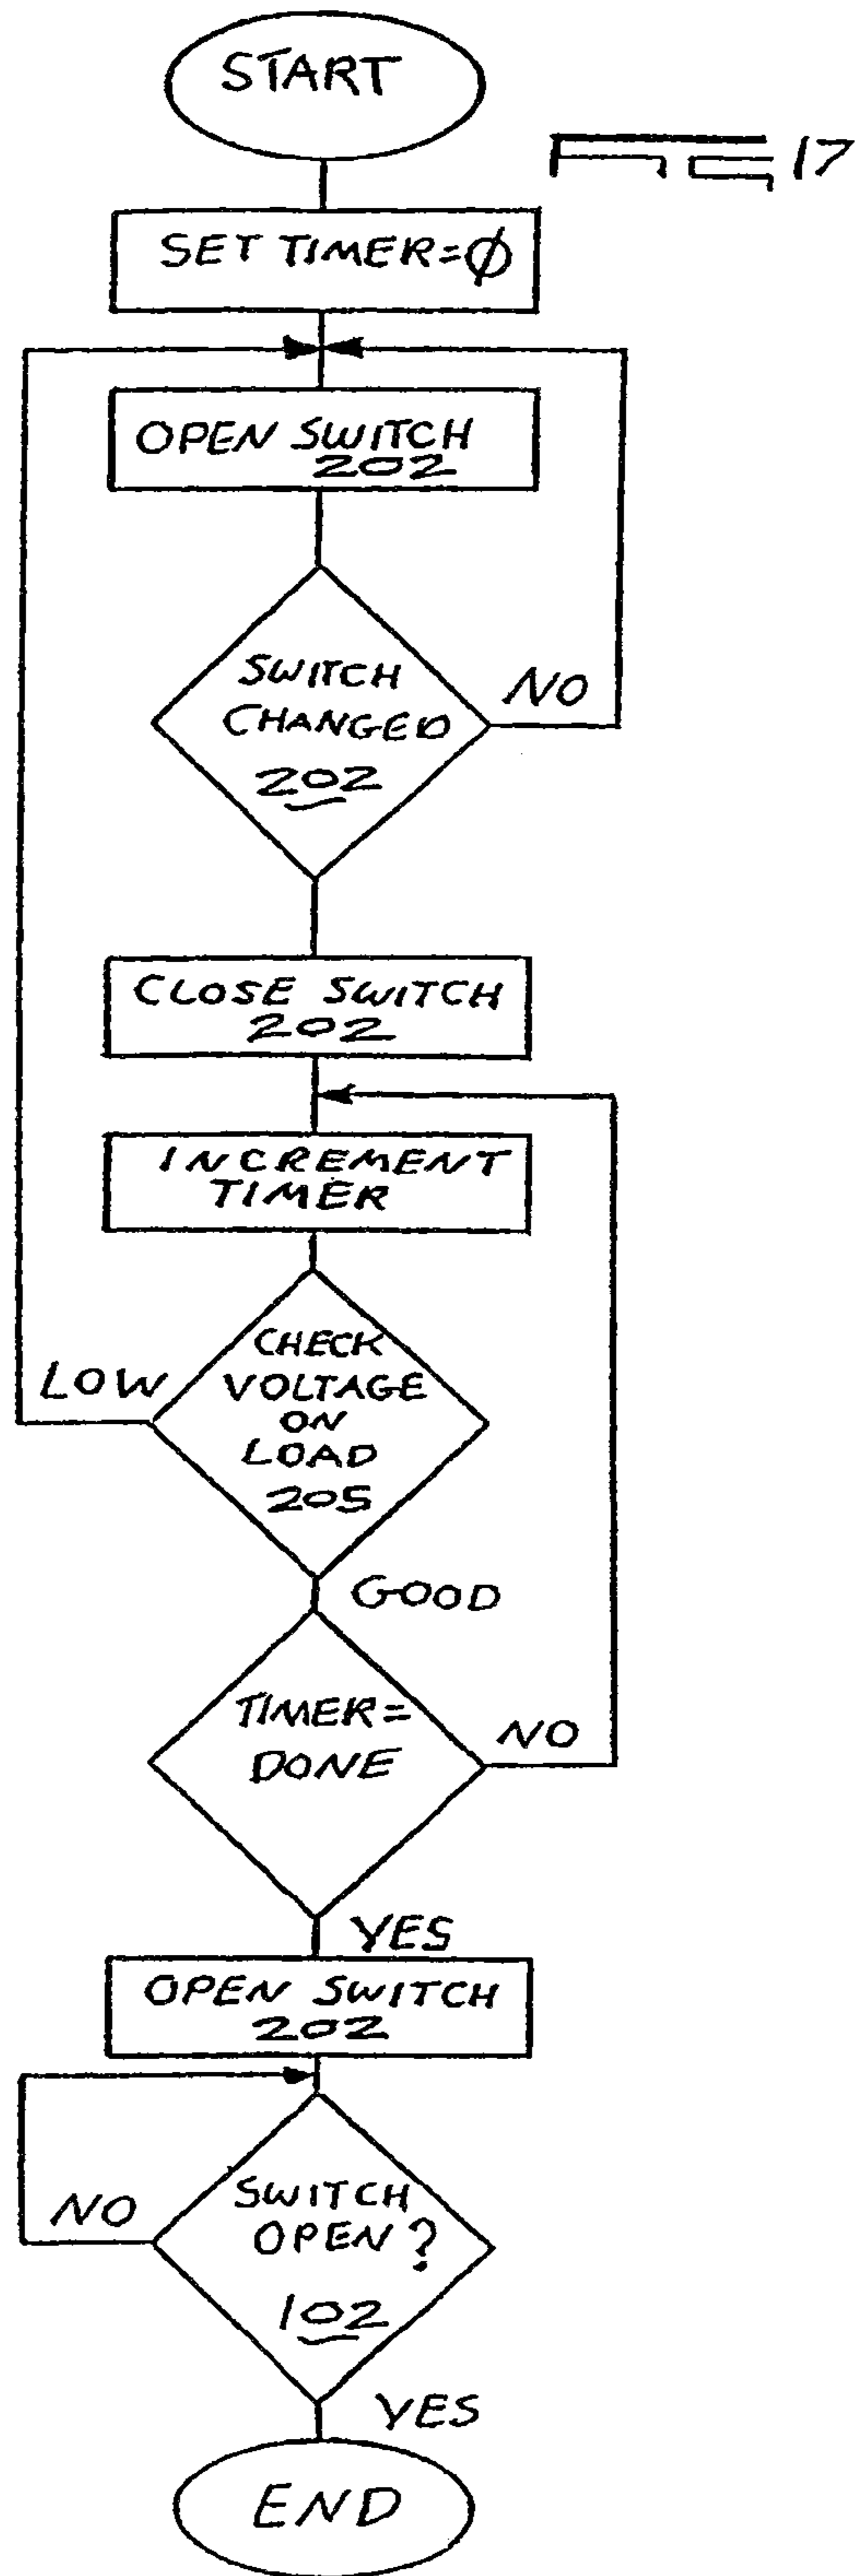 START
17
SET TIMER=Ø
OPEN SWITCH
202
SWITCH
CHANGED
202
NO
CLOSE SWITCH
202
INCREMENT
TIMER
CHECK
VOLTAGE
ON
LOAD
205
LOW
GOOD
TIMER=
DONE
NO
YES
OPEN SWITCH
202
SWITCH
OPEN?
102
NO
YES
END